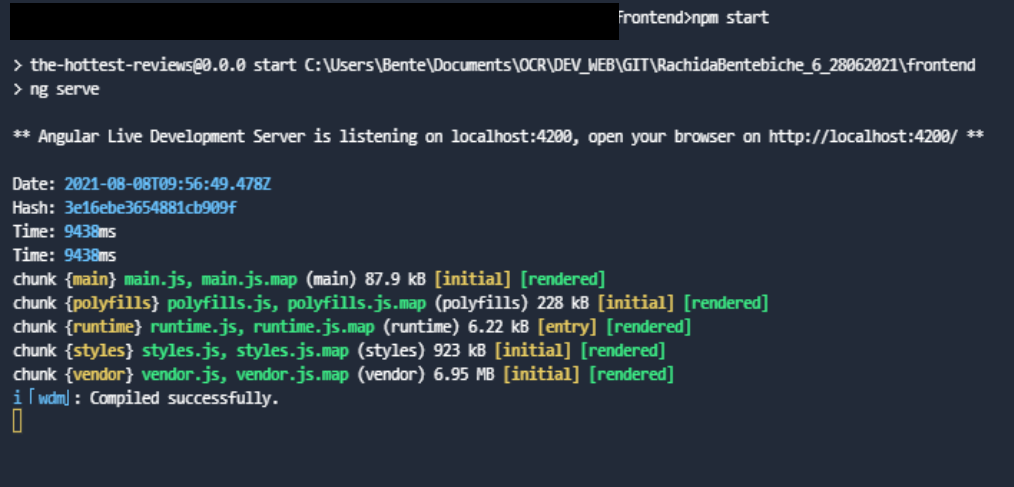 frontend>npm start
> the-hottest-reviews@0.0.0 start C:\Users\Bente\Documents\OCR\DEV_WEB\GIT\RachidaBentebiche_6_28062021\frontend
> ng serve
** Angular Live Development Server is listening on localhost:4200, open your browser on http://localhost:4200/ **
Date: 2021-08-08T09:56:49.478Z
Hash: 3e16ebe3654881cb909f
Time: 9438ms
Time: 9438ms
chunk {main} main.js, main.js.map (main) 87.9 kB [initial] [rendered]
chunk {polyfills} polyfills.js, polyfills.js.map (polyfills) 228 kB [initial] [rendered]
chunk {runtime} runtime.js, runtime.js.map (runtime) 6.22 kB [entry] [rendered]
chunk {styles} styles.js, styles.js.map (styles) 923 kB [initial] [rendered]
chunk {vendor} vendor.js, vendor.js.map (vendor) 6.95 MB [initial] [rendered]
i ｢wdm｣: Compiled successfully.